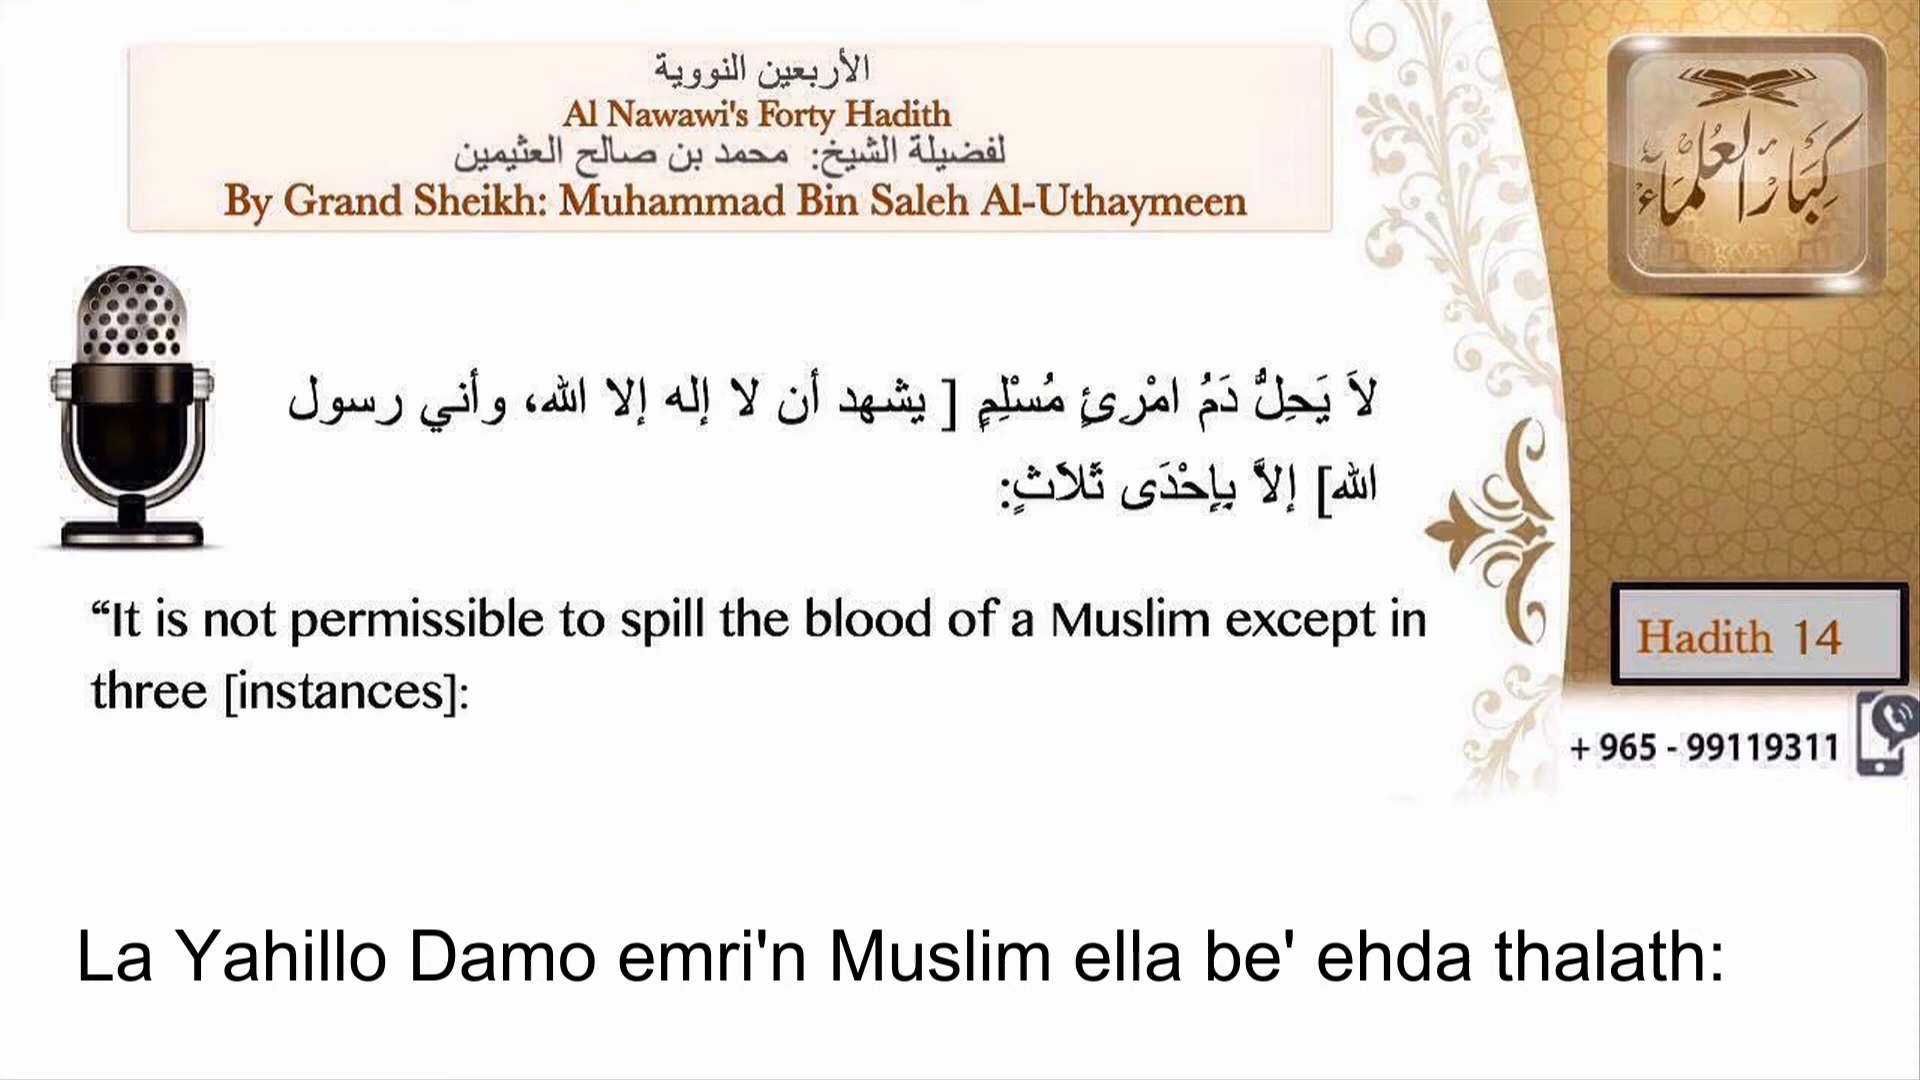 الأربعين النووية
Al Nawawi's Forty Hadith
لفضيلة الشيخ: محمد بن صالح العثيمين
By Grand Sheikh: Muhammad Bin Saleh Al-Uthaymeen
كِبَارُ العُلَمَاءِ
لاَ يَحِلُّ دَمُ امْرِئٍ مُسْلِمٍ [ يشهد أن لا إله إلا الله، وأني رسول
الله] إلاَّ بِإِحْدَى ثَلاَثٍ:
“It is not permissible to spill the blood of a Muslim except in
three [instances]:
Hadith 14
+ 965 - 99119311
La Yahillo Damo emri'n Muslim ella be' ehda thalath: